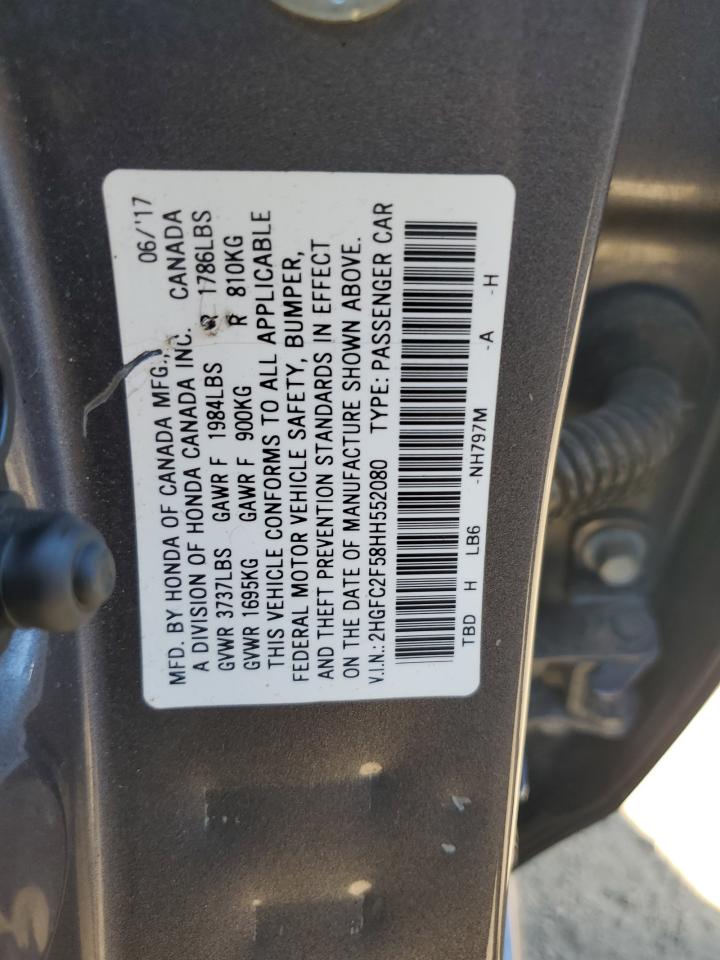 06/'17
MFD. BY HONDA OF CANADA MFG.,
A DIVISION OF HONDA CANADA INC. CANADA
GVWR 3737LBS GAWR F 1984LBS R 1786LBS
GVWR 1695KG GAWR F 900KG R 810KG
THIS VEHICLE CONFORMS TO ALL APPLICABLE
FEDERAL MOTOR VEHICLE SAFETY, BUMPER,
AND THEFT PREVENTION STANDARDS IN EFFECT
ON THE DATE OF MANUFACTURE SHOWN ABOVE.
V.I.N.: 2HGFC2F58HH552080 TYPE: PASSENGER CAR
TBD H LB6 -NH797M -A -H